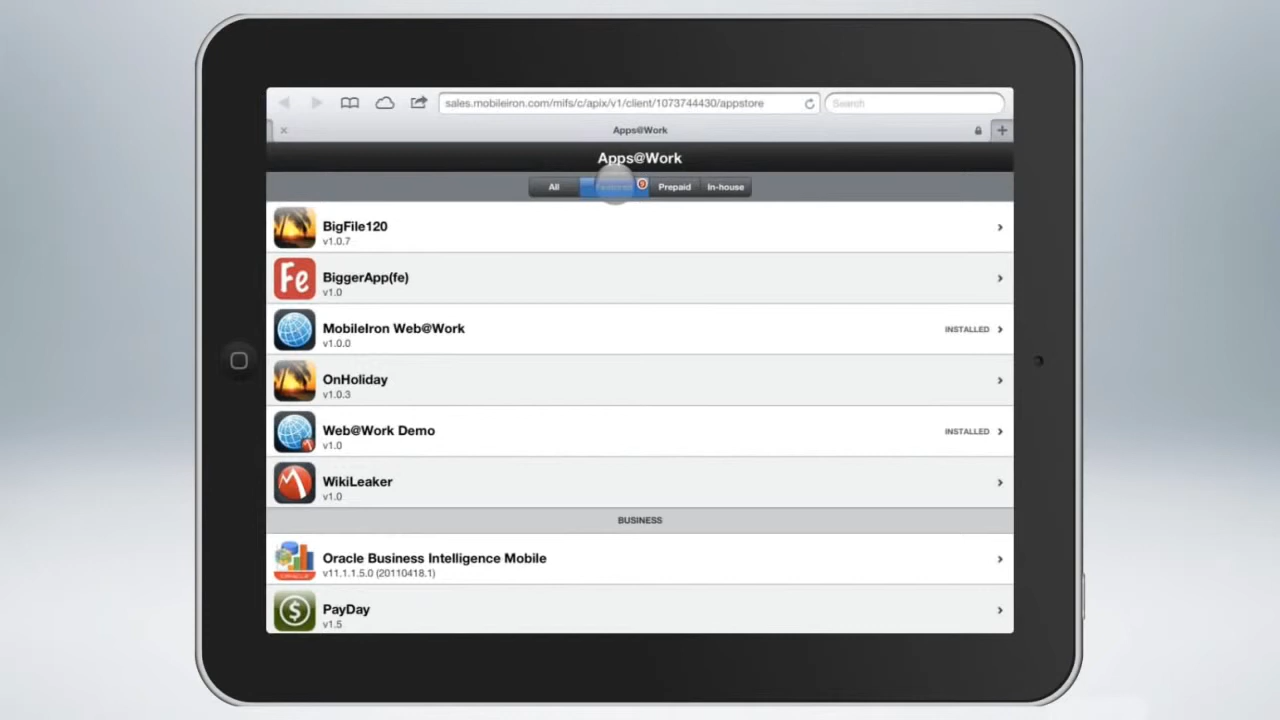 sales.mobileiron.com/mifs/c/apix/v1/client/1073744430/appstore
Search
Apps@Work
Apps@Work
All
Prepaid
In-house
BigFile120
v1.0.7
Fe
BiggerApp(fe)
v1.0
MobileIron Web@Work
v1.0.0
INSTALLED
OnHoliday
v1.0.3
Web@Work Demo
v1.0
INSTALLED
WikiLeaker
v1.0
BUSINESS
ORACLE
Oracle Business Intelligence Mobile
v11.1.1.5.0 (20110418.1)
$
PayDay
v1.5